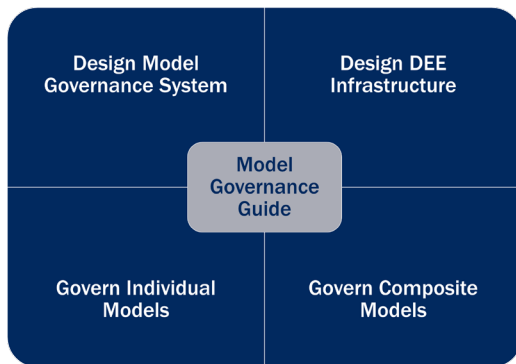 Design Model
Governance System
Design DEE
Infrastructure
Model
Governance
Guide
Govern Individual
Models
Govern Composite
Models